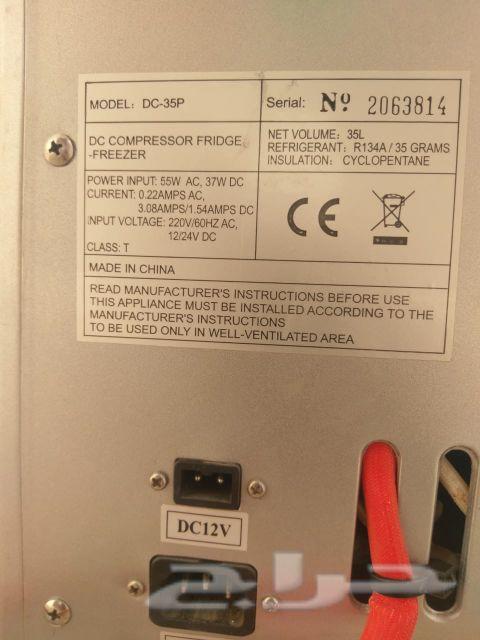 MODEL: DC-35P
Serial: Nº 2063814
DC COMPRESSOR FRIDGE
-FREEZER
NET VOLUME: 35L
REFRIGERANT: R134A / 35 GRAMS
INSULATION: CYCLOPENTANE
POWER INPUT: 55W AC, 37W DC
CURRENT: 0.22AMPS AC,
3.08AMPS/1.54AMPS DC
INPUT VOLTAGE: 220V/60HZ AC,
12/24V DC
CLASS: T
CE
MADE IN CHINA
READ MANUFACTURER'S INSTRUCTIONS BEFORE USE
THIS APPLIANCE MUST BE INSTALLED ACCORDING TO THE
MANUFACTURER'S INSTRUCTIONS
TO BE USED ONLY IN WELL-VENTILATED AREA
DC12V
حراج